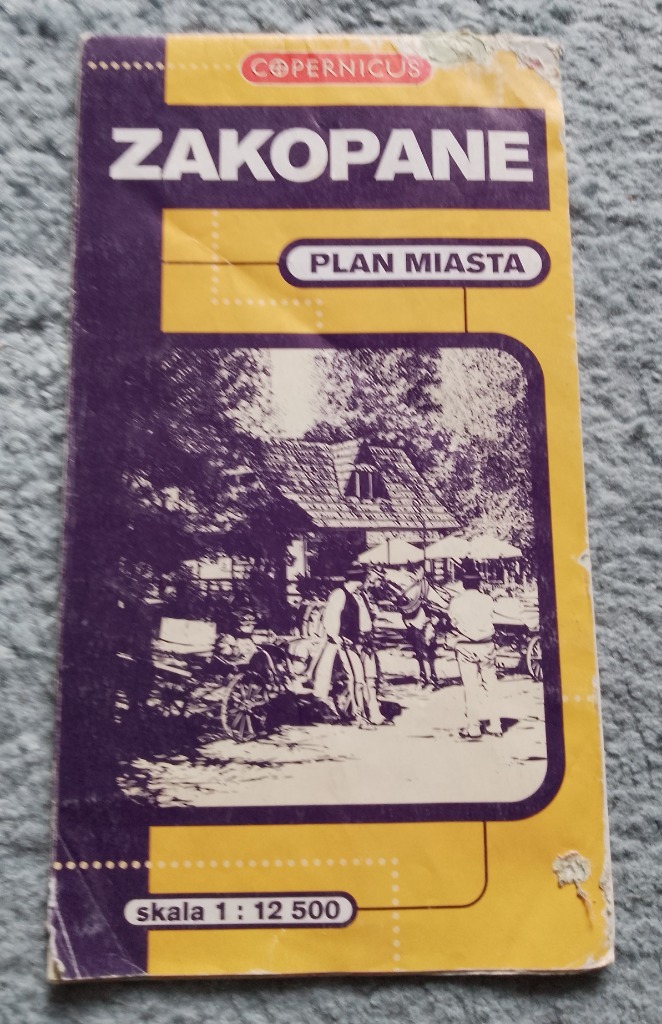 COPERNICUS
ZAKOPANE
PLAN MIASTA
skala 1 : 12 500